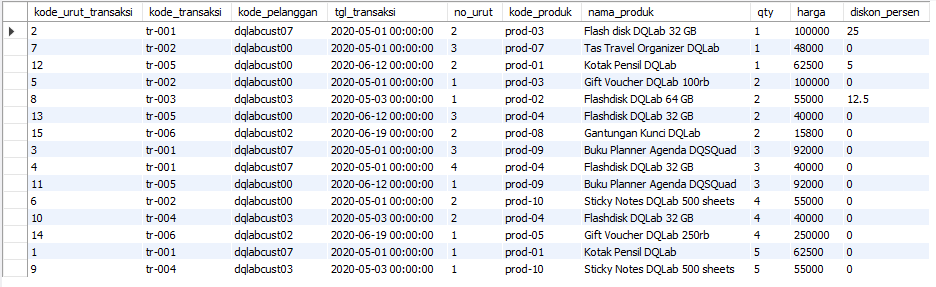 kode_urut_transaksi kode_transaksi kode_pelanggan tgl_transaksi no_urut kode_produk nama_produk qty harga diskon_persen
2 tr-001 dqlabcust07 2020-05-01 00:00:00 2 prod-03 Flash disk DQLab 32 GB 1 100000 25
7 tr-002 dqlabcust00 2020-05-01 00:00:00 3 prod-07 Tas Travel Organizer DQLab 1 48000 0
12 tr-005 dqlabcust00 2020-06-12 00:00:00 2 prod-01 Kotak Pensil DQLab 1 62500 5
5 tr-002 dqlabcust00 2020-05-01 00:00:00 1 prod-03 Gift Voucher DQLab 100rb 2 100000 0
8 tr-003 dqlabcust03 2020-05-03 00:00:00 1 prod-02 Flashdisk DQLab 64 GB 2 55000 12.5
13 tr-005 dqlabcust00 2020-06-12 00:00:00 3 prod-04 Flashdisk DQLab 32 GB 2 40000 0
15 tr-006 dqlabcust02 2020-06-19 00:00:00 2 prod-08 Gantungan Kunci DQLab 2 15800 0
3 tr-001 dqlabcust07 2020-05-01 00:00:00 3 prod-09 Buku Planner Agenda DQSQuad 3 92000 0
4 tr-001 dqlabcust07 2020-05-01 00:00:00 4 prod-04 Flashdisk DQLab 32 GB 3 40000 0
11 tr-005 dqlabcust00 2020-06-12 00:00:00 1 prod-09 Buku Planner Agenda DQSQuad 3 92000 0
6 tr-002 dqlabcust00 2020-05-01 00:00:00 2 prod-10 Sticky Notes DQLab 500 sheets 4 55000 0
10 tr-004 dqlabcust03 2020-05-03 00:00:00 2 prod-04 Flashdisk DQLab 32 GB 4 40000 0
14 tr-006 dqlabcust02 2020-06-19 00:00:00 1 prod-05 Gift Voucher DQLab 250rb 4 250000 0
1 tr-001 dqlabcust07 2020-05-01 00:00:00 1 prod-01 Kotak Pensil DQLab 5 62500 0
9 tr-004 dqlabcust03 2020-05-03 00:00:00 1 prod-10 Sticky Notes DQLab 500 sheets 5 55000 0